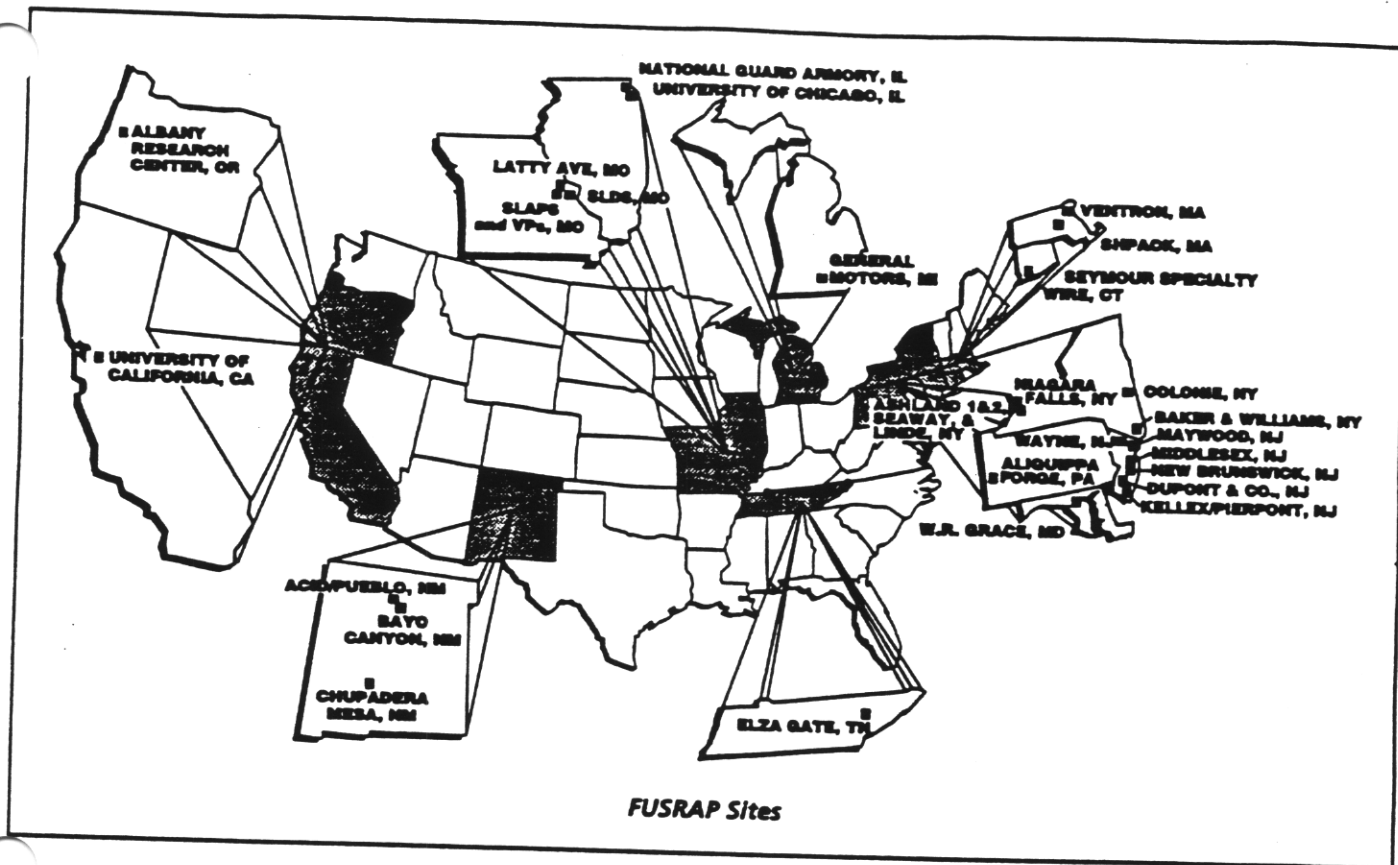 NATIONAL GUARD ARMORY, IL
UNIVERSITY OF CHICAGO, IL
ALBANY
RESEARCH
CENTER, OR
LATTY AVE, MO
SLDS, MO
SLAPS
and VPs, MO
GENERAL
MOTORS, MI
VENTRON, MA
SHPACK, MA
SEYMOUR SPECIALTY
WIRE, CT
UNIVERSITY OF
CALIFORNIA, CA
NIAGARA
FALLS, NY
COLONIE, NY
ASHLAND 1&2,
SEAWAY, &
LINDE, NY
BAKER & WILLIAMS, NY
WAYNE, NJ
MAYWOOD, NJ
MIDDLESEX, NJ
ALIQUIPPA
FORGE, PA
NEW BRUNSWICK, NJ
DUPONT & CO., NJ
KELLEX/PIERPONT, NJ
W.R. GRACE, MD
ACID/PUEBLO, NM
BAYO
CANYON, NM
CHUPADERA
MESA, NM
ELZA GATE, TN
FUSRAP Sites